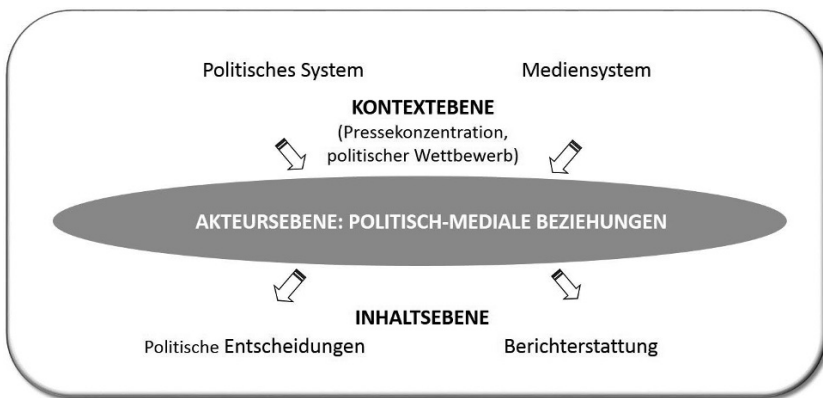 Politisches System
Mediensystem
KONTEXTEBENE
(Pressekonzentration,
politischer Wettbewerb)
AKTEURSEBENE: POLITISCH-MEDIALE BEZIEHUNGEN
INHALTSEBENE
Politische Entscheidungen
Berichterstattung